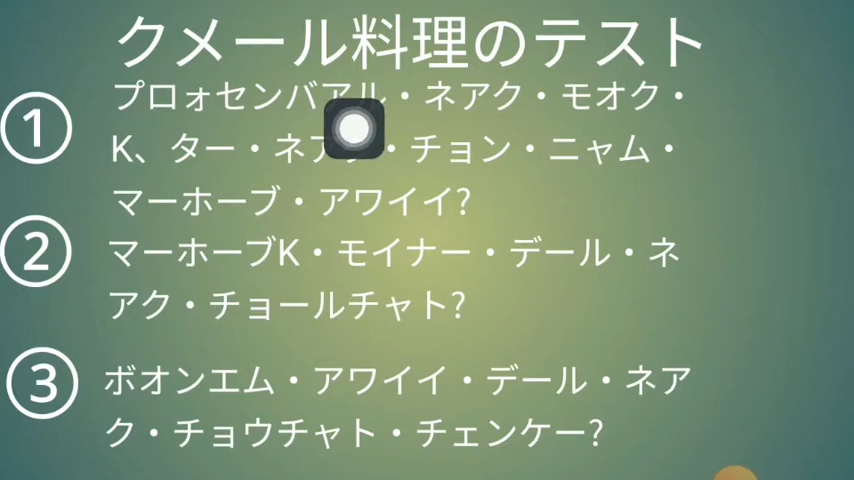 クメール料理のテスト
① プロォセンバアル・ネアク・モオク・
K、ター・ネアク・チョン・ニャム・
マーホーブ・アワイイ?
② マーホーブK・モイナー・デール・ネ
アク・チョールチャト?
③ ボオンエム・アワイイ・デール・ネア
ク・チョウチャト・チェンケー?